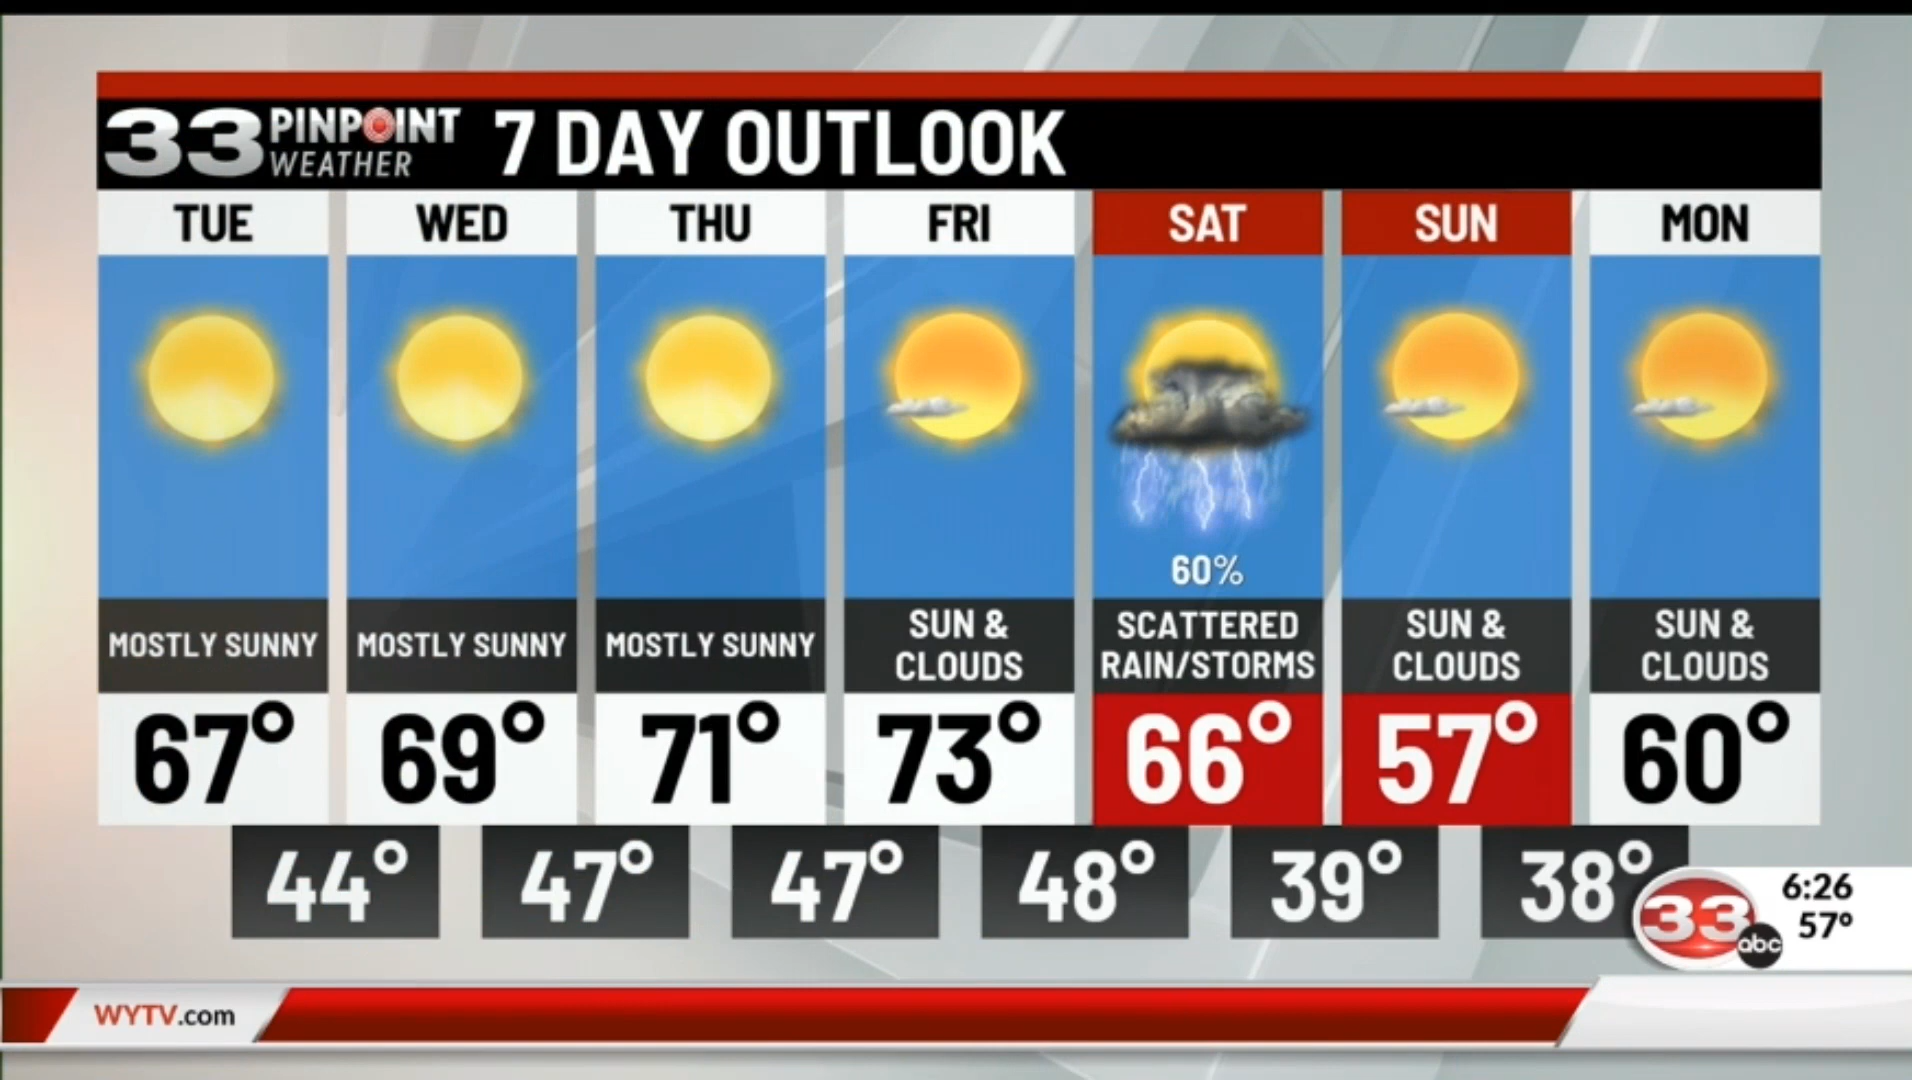 33 PINPOINT WEATHER 7 DAY OUTLOOK
TUE WED THU FRI SAT SUN MON
60%
MOSTLY SUNNY
MOSTLY SUNNY
MOSTLY SUNNY
SUN &
CLOUDS
SCATTERED
RAIN/STORMS
SUN &
CLOUDS
SUN &
CLOUDS
67° 69° 71° 73° 66° 57° 60°
44° 47° 47° 48° 39° 38°
33 abc
6:26
57°
WYTV.com